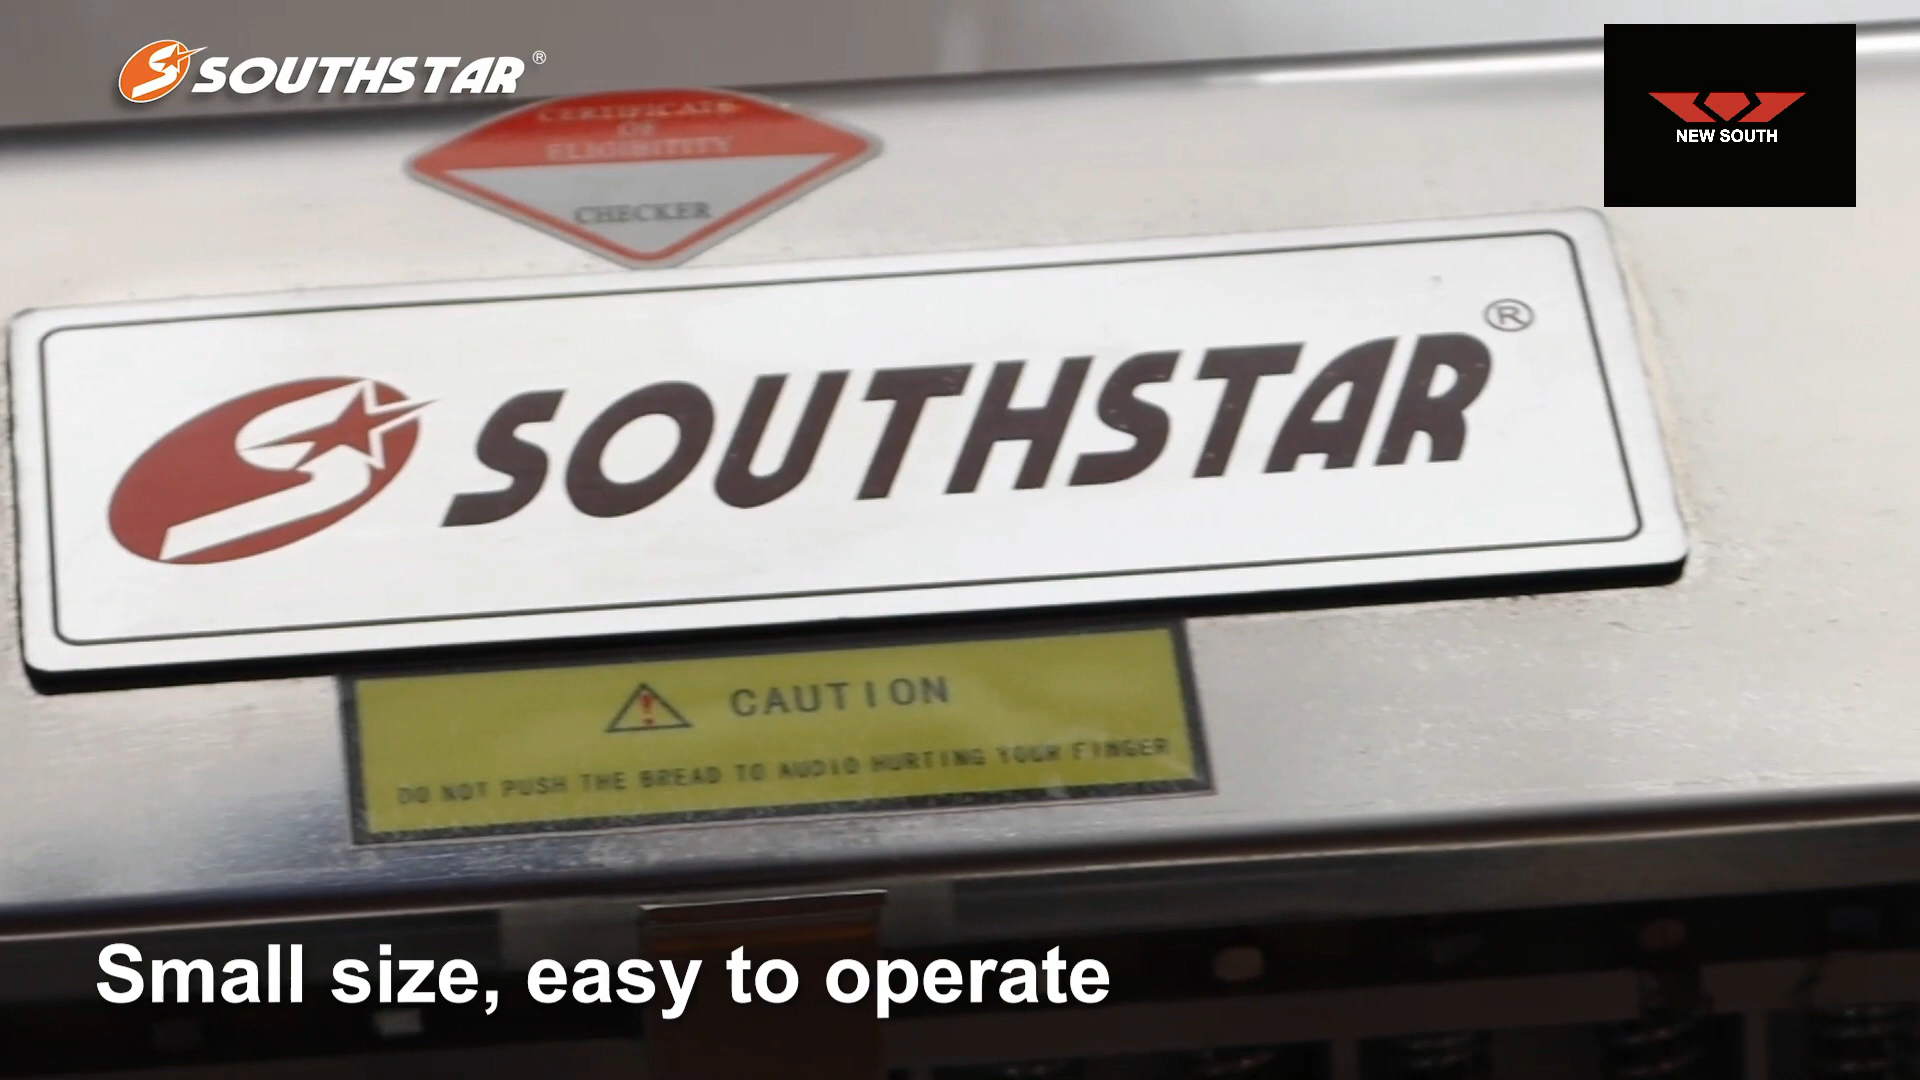 SOUTHSTAR®
NEW SOUTH
CERTIFICATE
OF
ELIGIBITITY
CHECKER
SOUTHSTAR®
CAUTION
DO NOT PUSH THE BREAD TO AUDIO HURTING YOUR FINGER
Small size, easy to operate